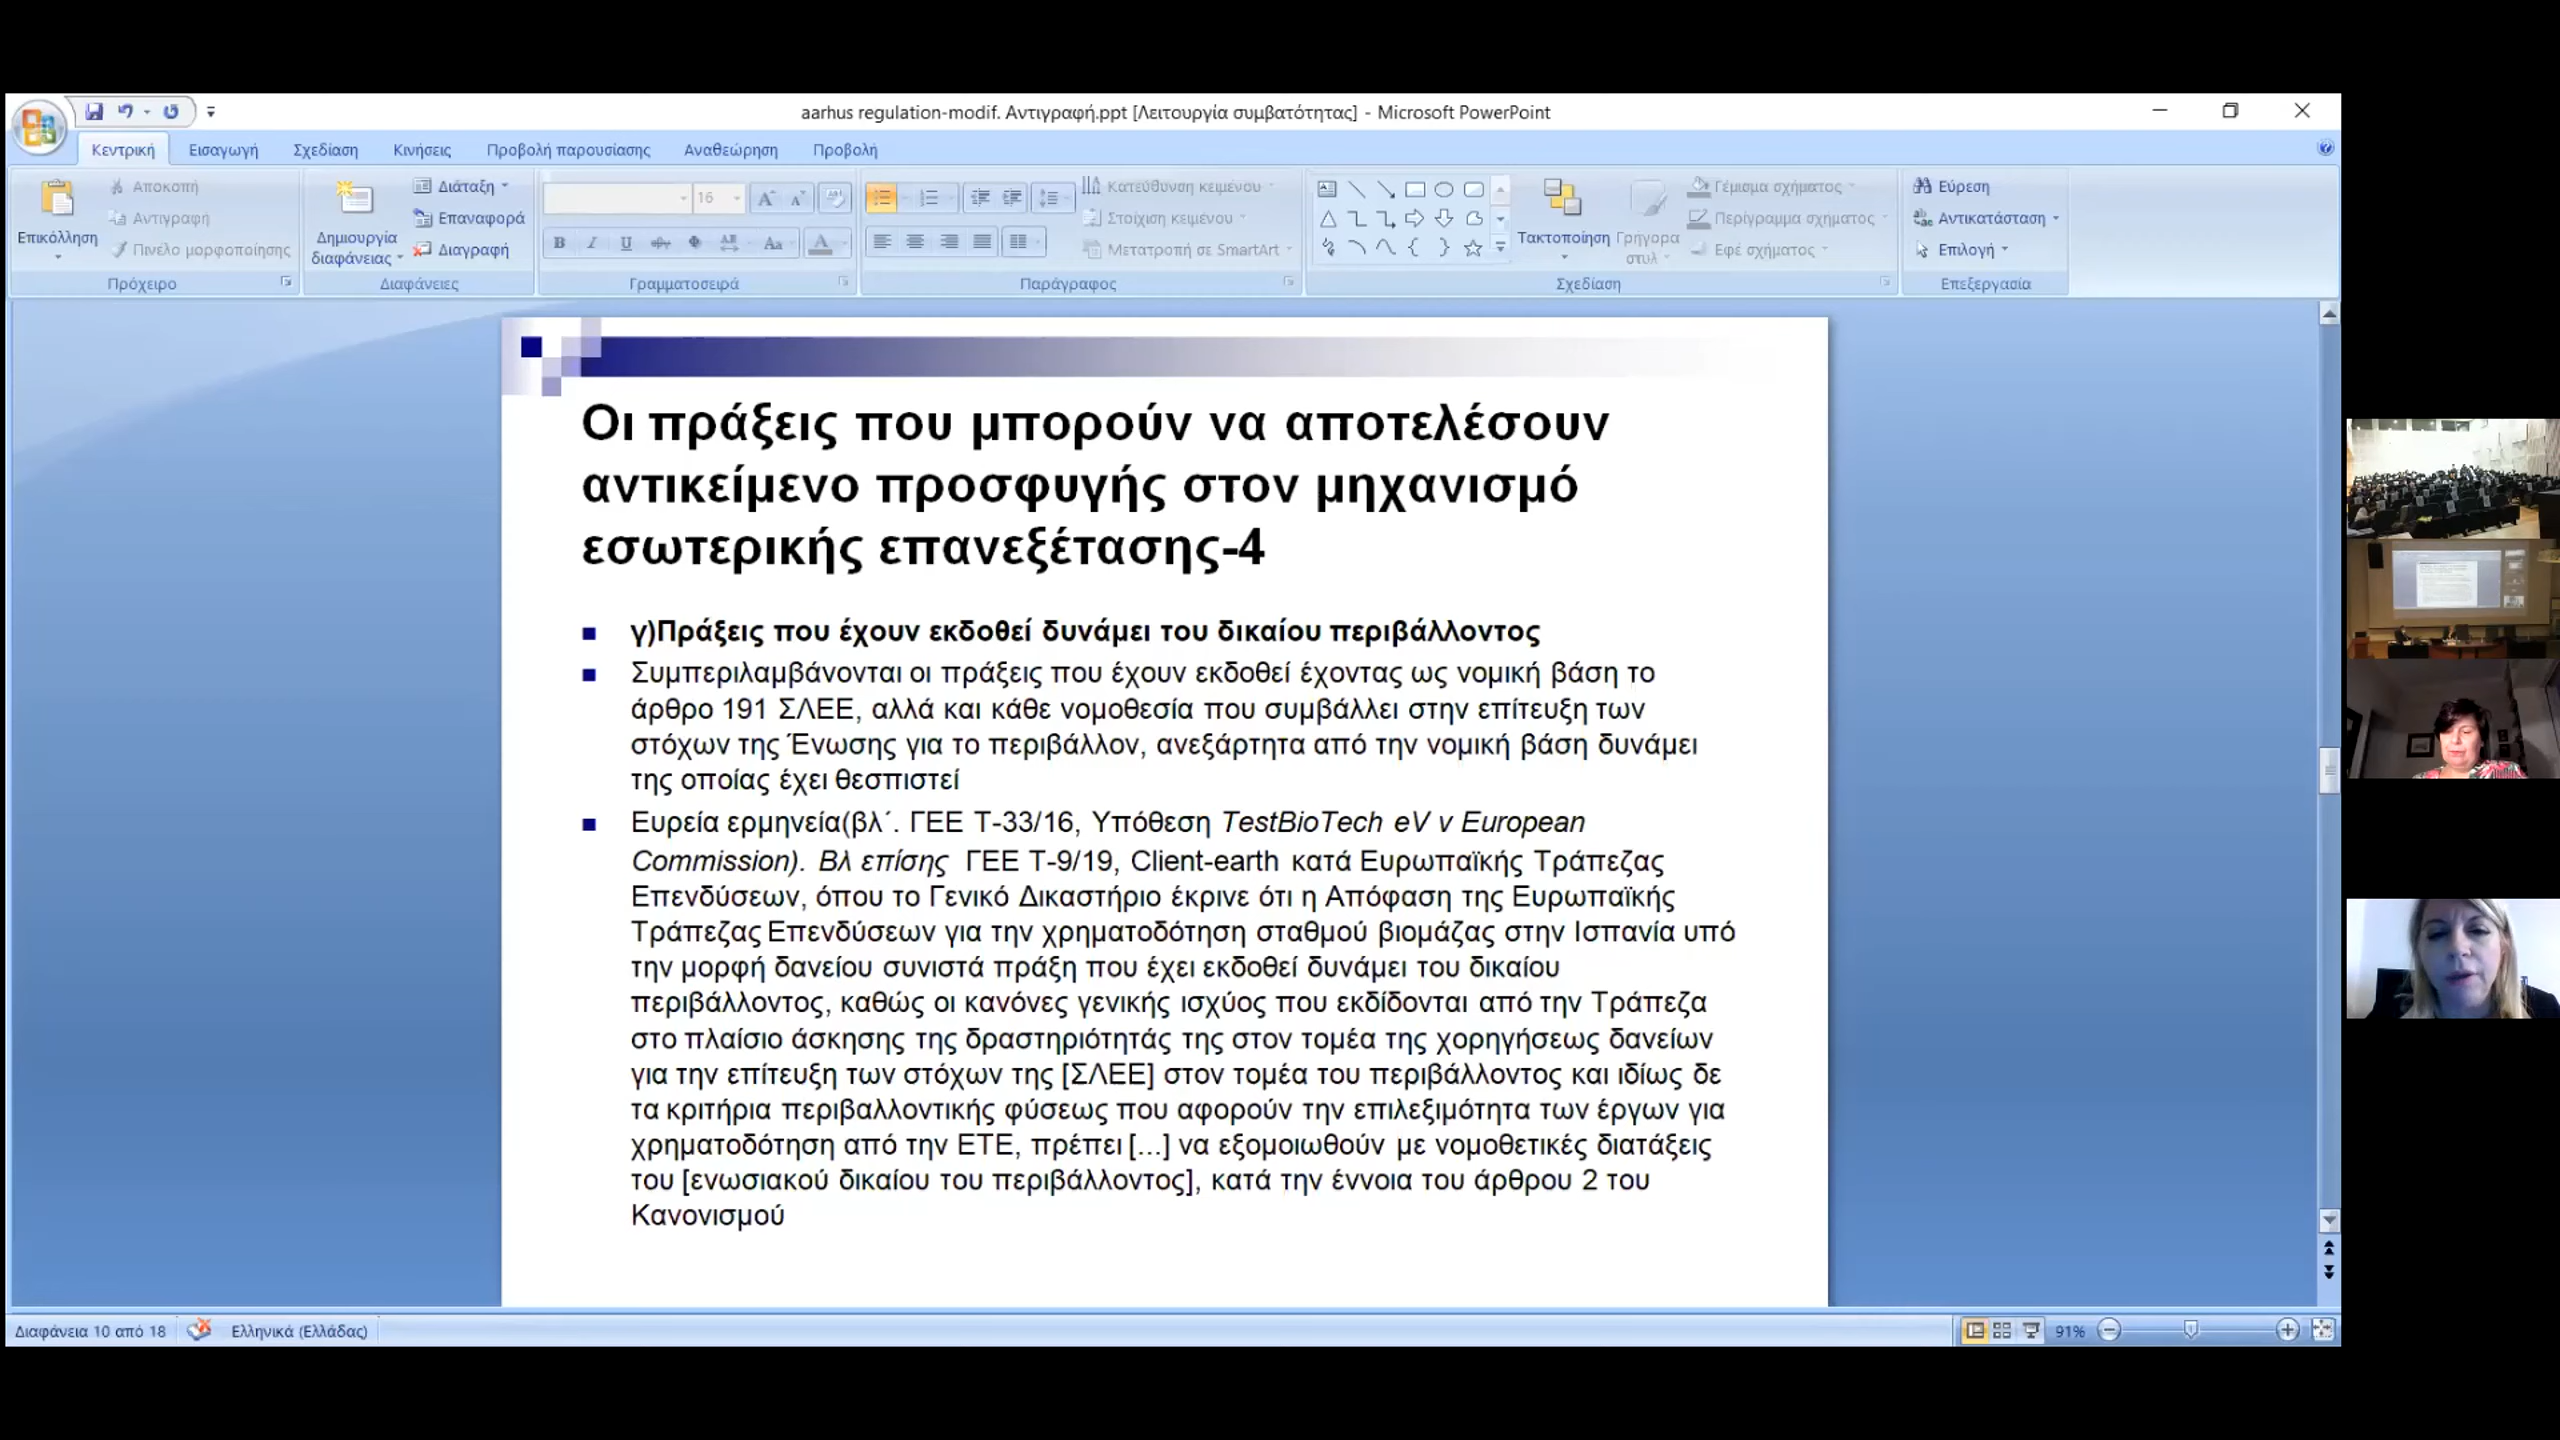 aarhus regulation-modif. Αντιγραφή.ppt [Λειτουργία συμβατότητας] - Microsoft PowerPoint
Κεντρική Εισαγωγή Σχεδίαση Κινήσεις Προβολή παρουσίασης Αναθεώρηση Προβολή
Επικόλληση
Αποκοπή
Αντιγραφή
Πινέλο μορφοποίησης
Πρόχειρο
Δημιουργία
διαφάνειας
Διάταξη
Επαναφορά
Διαγραφή
Διαφάνειες
16
Γραμματοσειρά
Κατεύθυνση κειμένου
Στοίχιση κειμένου
Μετατροπή σε SmartArt
Παράγραφος
Τακτοποίηση
Γρήγορα
στυλ
Γέμισμα σχήματος
Περίγραμμα σχήματος
Εφέ σχήματος
Σχεδίαση
Εύρεση
Αντικατάσταση
Επιλογή
Επεξεργασία
Οι πράξεις που μπορούν να αποτελέσουν
αντικείμενο προσφυγής στον μηχανισμό
εσωτερικής επανεξέτασης-4
γ)Πράξεις που έχουν εκδοθεί δυνάμει του δικαίου περιβάλλοντος
Συμπεριλαμβάνονται οι πράξεις που έχουν εκδοθεί έχοντας ως νομική βάση το
άρθρο 191 ΣΛΕΕ, αλλά και κάθε νομοθεσία που συμβάλλει στην επίτευξη των
στόχων της Ένωσης για το περιβάλλον, ανεξάρτητα από την νομική βάση δυνάμει
της οποίας έχει θεσπιστεί
Ευρεία ερμηνεία(βλ΄. ΓΕΕ Τ-33/16, Υπόθεση TestBioTech eV v European
Commission). Βλ επίσης ΓΕΕ Τ-9/19, Client-earth κατά Ευρωπαϊκής Τράπεζας
Επενδύσεων, όπου το Γενικό Δικαστήριο έκρινε ότι η Απόφαση της Ευρωπαϊκής
Τράπεζας Επενδύσεων για την χρηματοδότηση σταθμού βιομάζας στην Ισπανία υπό
την μορφή δανείου συνιστά πράξη που έχει εκδοθεί δυνάμει του δικαίου
περιβάλλοντος, καθώς οι κανόνες γενικής ισχύος που εκδίδονται από την Τράπεζα
στο πλαίσιο άσκησης της δραστηριότητάς της στον τομέα της χορηγήσεως δανείων
για την επίτευξη των στόχων της [ΣΛΕΕ] στον τομέα του περιβάλλοντος και ιδίως δε
τα κριτήρια περιβαλλοντικής φύσεως που αφορούν την επιλεξιμότητα των έργων για
χρηματοδότηση από την ΕΤΕ, πρέπει [...] να εξομοιωθούν με νομοθετικές διατάξεις
του [ενωσιακού δικαίου του περιβάλλοντος], κατά την έννοια του άρθρου 2 του
Κανονισμού
Διαφάνεια 10 από 18 Ελληνικά (Ελλάδας) 91%